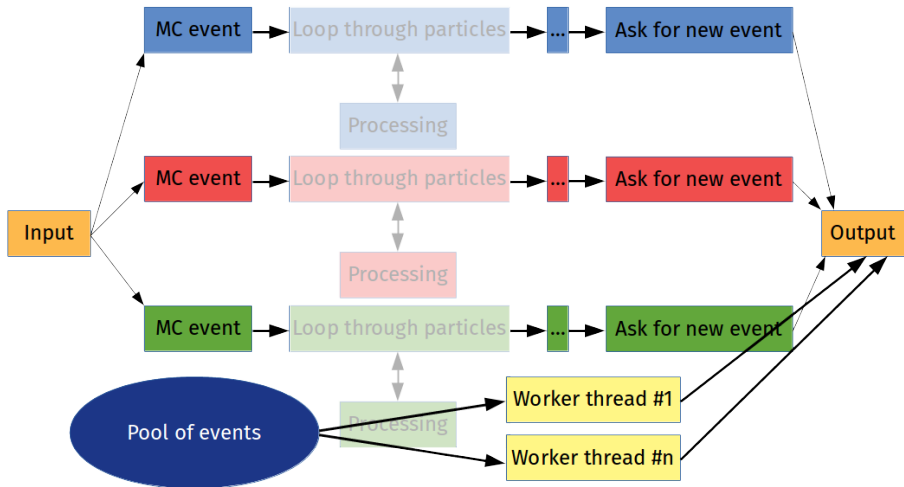 MC event
Loop through particles
...
Ask for new event
Processing
MC event
Loop through particles
...
Ask for new event
Input
Output
Processing
MC event
Loop through particles
...
Ask for new event
Worker thread #1
Pool of events
Processing
Worker thread #n